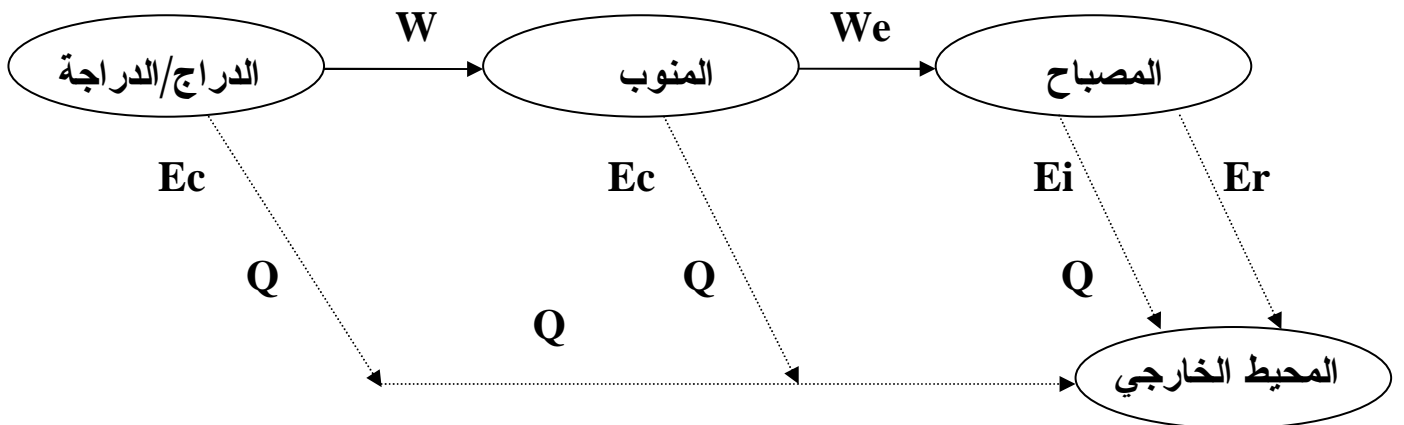 W
We
الدراج/الدراجة
المنوب
المصباح
Ec
Ec
Ei
Er
Q
Q
Q
Q
المحيط الخارجي